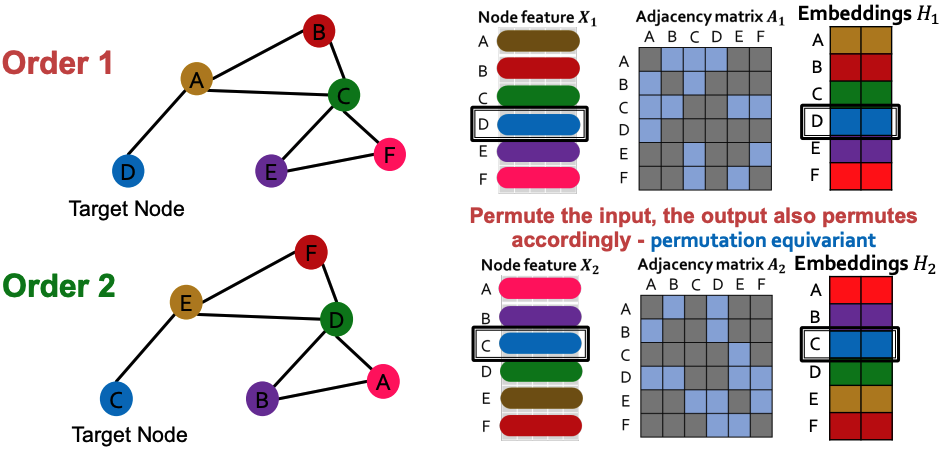 Order 1
B
A
C
F
D
E
Target Node
Node feature X₁
A
B
C
D
E
F
Adjacency matrix A₁
A B C D E F
A
B
C
D
E
F
Embeddings H₁
A
B
C
D
E
F
Permute the input, the output also permutes
accordingly - permutation equivariant
Order 2
F
E
D
A
C
B
Target Node
Node feature X₂
A
B
C
D
E
F
Adjacency matrix A₂
A B C D E F
A
B
C
D
E
F
Embeddings H₂
A
B
C
D
E
F